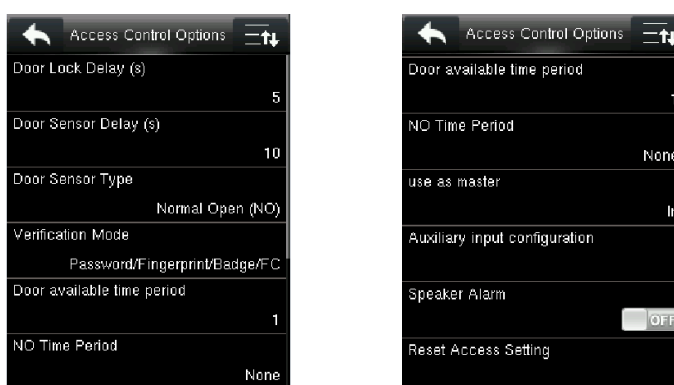 Access Control Options
Door Lock Delay (s)
5
Door Sensor Delay (s)
10
Door Sensor Type
Normal Open (NO)
Verification Mode
Password/Fingerprint/Badge/FC
Door available time period
1
NO Time Period
None
Access Control Options
Door available time period
NO Time Period
None
use as master
In
Auxiliary input configuration
Speaker Alarm
OFF
Reset Access Setting